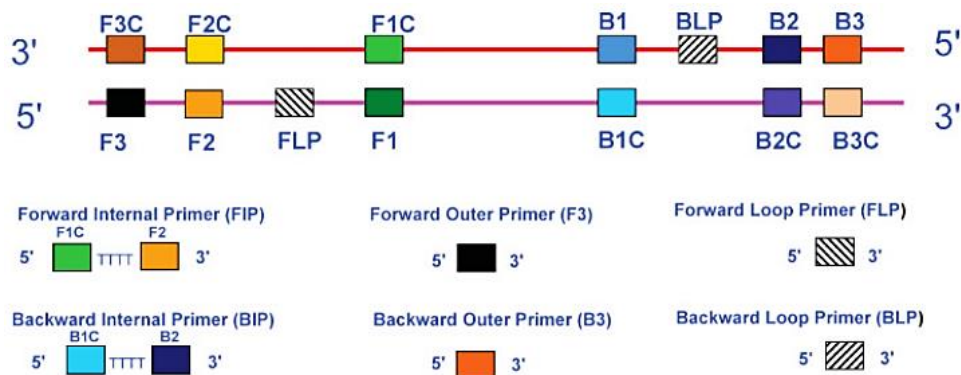 F3C F2C F1C B1 BLP B2 B3
3' 5'
5' 3'
F3 F2 FLP F1 B1C B2C B3C
Forward Internal Primer (FIP) Forward Outer Primer (F3) Forward Loop Primer (FLP)
F1C F2
5' TTTT 3' 5' 3' 5' 3'
Backward Internal Primer (BIP) Backward Outer Primer (B3) Backward Loop Primer (BLP)
B1C B2
5' TTTT 3' 5' 3' 5' 3'